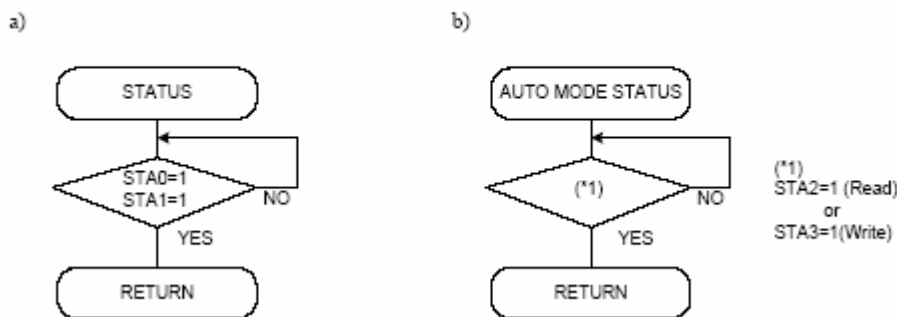 a)
STATUS
STA0=1
STA1=1
NO
YES
RETURN
b)
AUTO MODE STATUS
(*1)
NO
YES
RETURN
(*1)
STA2=1 (Read)
or
STA3=1(Write)